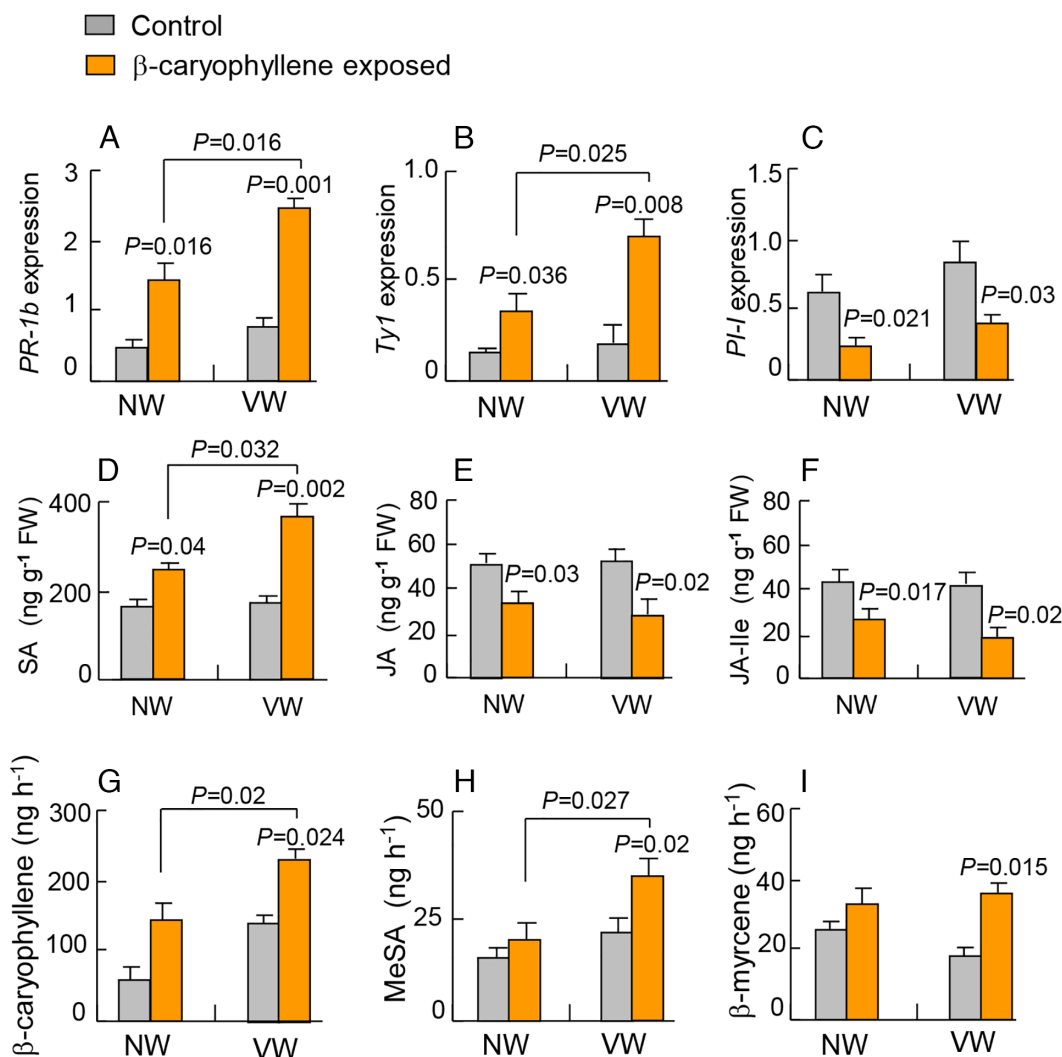 Control
β-caryophyllene exposed
A
P=0.016
3
2
1
0
PR-1b expression
P=0.016
P=0.001
NW
VW
B
P=0.025
1.0
0.5
0
Ty1 expression
P=0.036
P=0.008
NW
VW
C
1.5
1.0
0.5
0
PI-I expression
P=0.021
P=0.03
NW
VW
D
P=0.032
400
200
0
SA (ng g⁻¹ FW)
P=0.04
P=0.002
NW
VW
E
80
60
40
20
0
JA (ng g⁻¹ FW)
P=0.03
P=0.02
NW
VW
F
80
60
40
20
0
JA-Ile (ng g⁻¹ FW)
P=0.017
P=0.02
NW
VW
G
P=0.02
300
200
100
0
β-caryophyllene (ng h⁻¹)
P=0.024
NW
VW
H
P=0.027
50
25
0
MeSA (ng h⁻¹)
P=0.02
NW
VW
I
60
40
20
0
β-myrcene (ng h⁻¹)
P=0.015
NW
VW